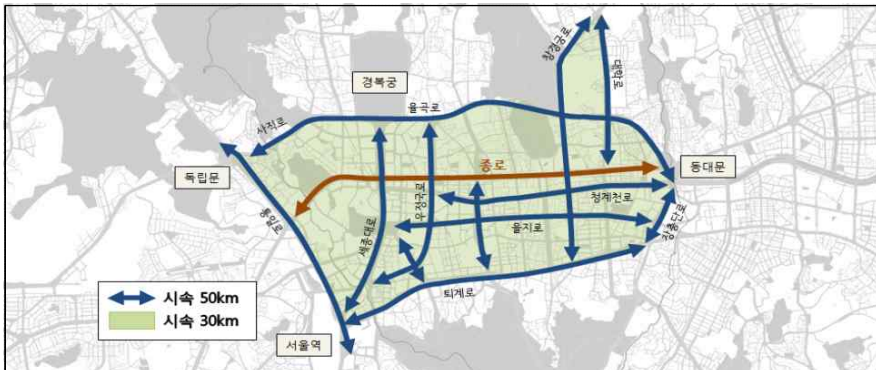 창경궁로
대학로
경복궁
율곡로
사직로
독립문
종로
동대문
통일로
우정국로
청계천로
세종대로
을지로
장충단로
퇴계로
시속 50km
시속 30km
서울역